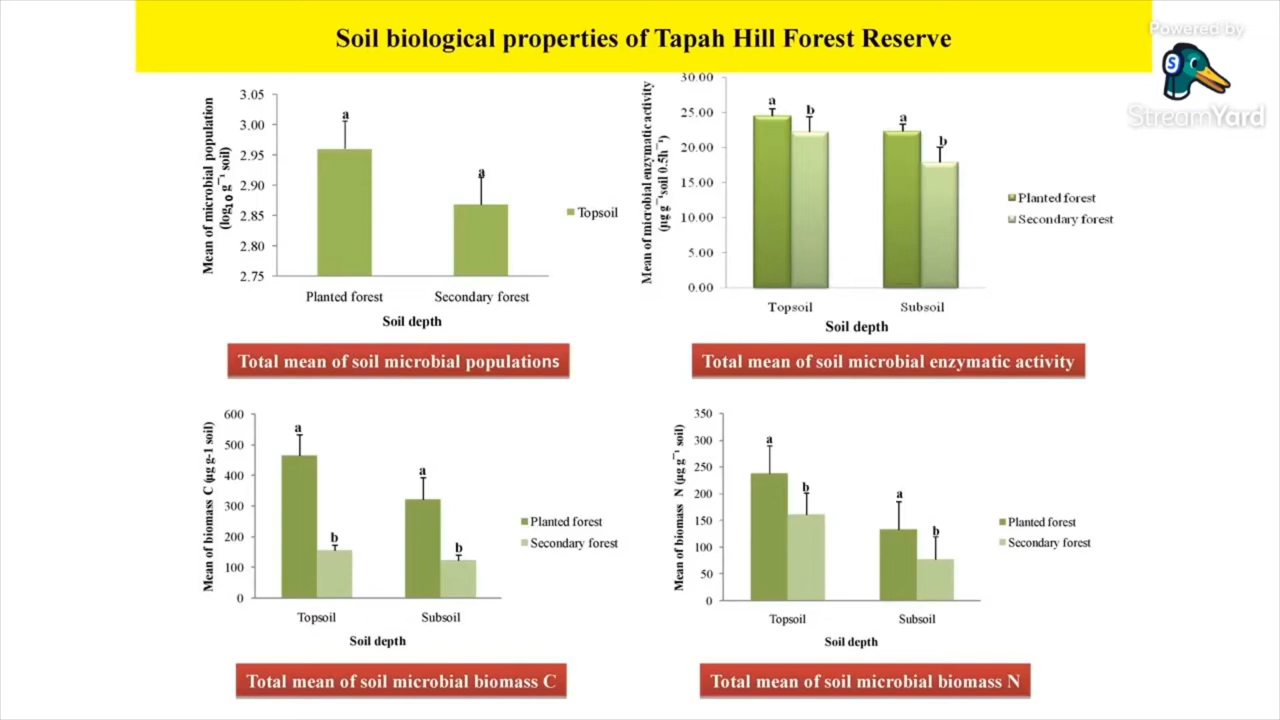 Soil biological properties of Tapah Hill Forest Reserve
Powered by
S
StreamYard
Mean of microbial population
(log₁₀ g⁻¹ soil)
3.05
3.00
2.95
2.90
2.85
2.80
2.75
a
a
Topsoil
Planted forest
Secondary forest
Soil depth
Total mean of soil microbial populations
Mean of microbial enzymatic activity
(µg g⁻¹soil 0.5h⁻¹)
30.00
25.00
20.00
15.00
10.00
5.00
0.00
a
b
a
b
Planted forest
Secondary forest
Topsoil
Subsoil
Soil depth
Total mean of soil microbial enzymatic activity
Mean of biomass C (µg g-1 soil)
600
500
400
300
200
100
0
a
b
a
b
Planted forest
Secondary forest
Topsoil
Subsoil
Soil depth
Total mean of soil microbial biomass C
Mean of biomass N (µg g⁻¹ soil)
350
300
250
200
150
100
50
0
a
b
a
b
Planted forest
Secondary forest
Topsoil
Subsoil
Soil depth
Total mean of soil microbial biomass N